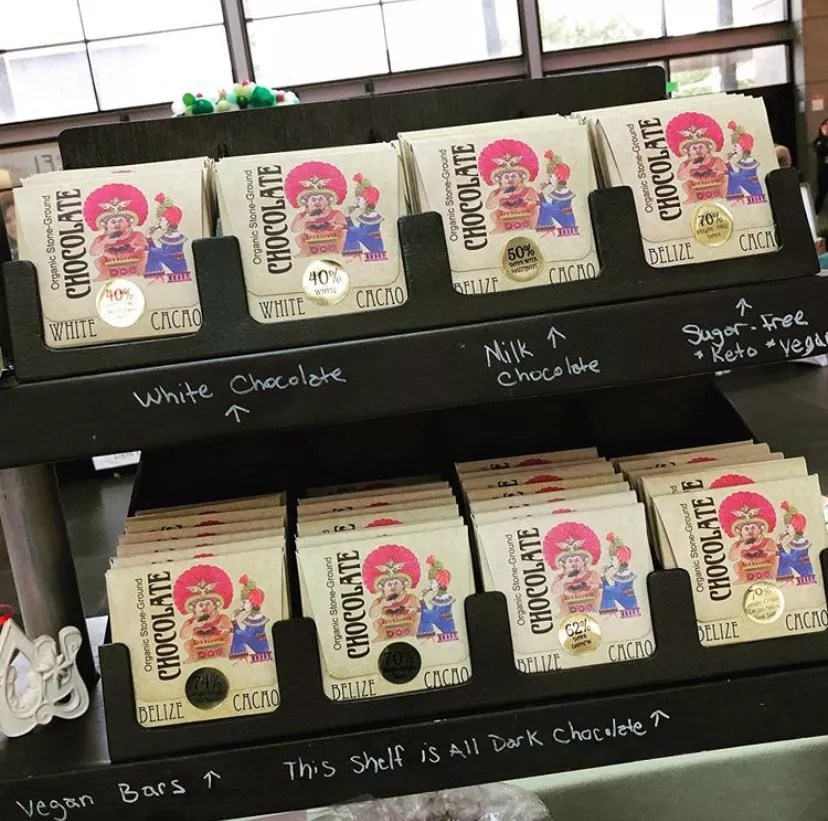 Organic Stone-Ground
CHOCOLATE
40%
WHITE CACAO
Organic Stone-Ground
CHOCOLATE
40%
WHITE
WHITE CACAO
Organic Stone-Ground
CHOCOLATE
50%
BELIZE CACAO
Organic Stone-Ground
CHOCOLATE
70%
BELIZE CACAO
White Chocolate
↑
Milk ↑
Chocolate
↑
Sugar-Free
*Keto *Vegan
Organic Stone-Ground
CHOCOLATE
74%
BELIZE CACAO
Organic Stone-Ground
CHOCOLATE
70%
BELIZE CACAO
Organic Stone-Ground
CHOCOLATE
62%
BELIZE CACAO
Organic Stone-Ground
CHOCOLATE
70%
BELIZE CACAO
Vegan Bars ↑
This Shelf is All Dark Chocolate ↑